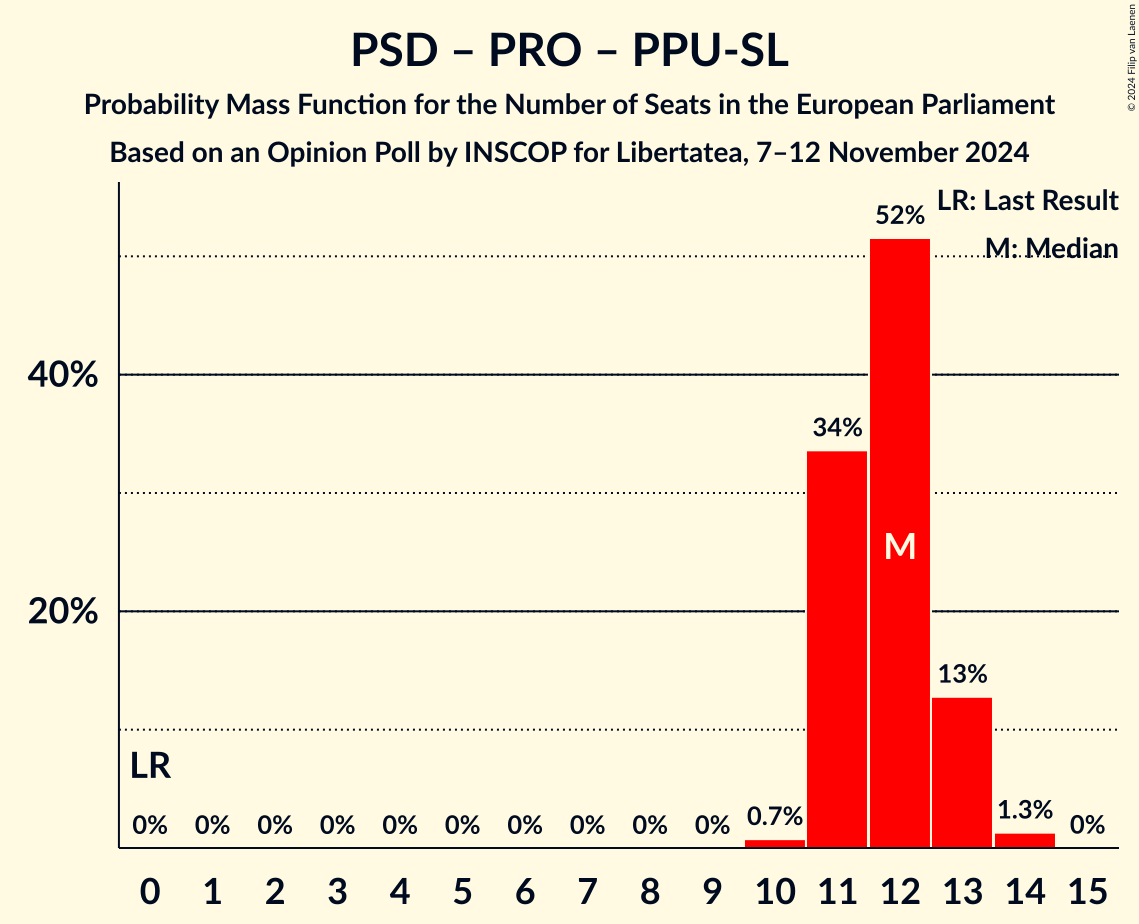 PSD – PRO – PPU-SL
Probability Mass Function for the Number of Seats in the European Parliament
Based on an Opinion Poll by INSCOP for Libertatea, 7–12 November 2024
© 2024 Filip van Laenen
LR: Last Result
M: Median
52%
40%
34%
M
20%
13%
LR
0% 0% 0% 0% 0% 0% 0% 0% 0% 0% 0.7% 1.3% 0%
0 1 2 3 4 5 6 7 8 9 10 11 12 13 14 15